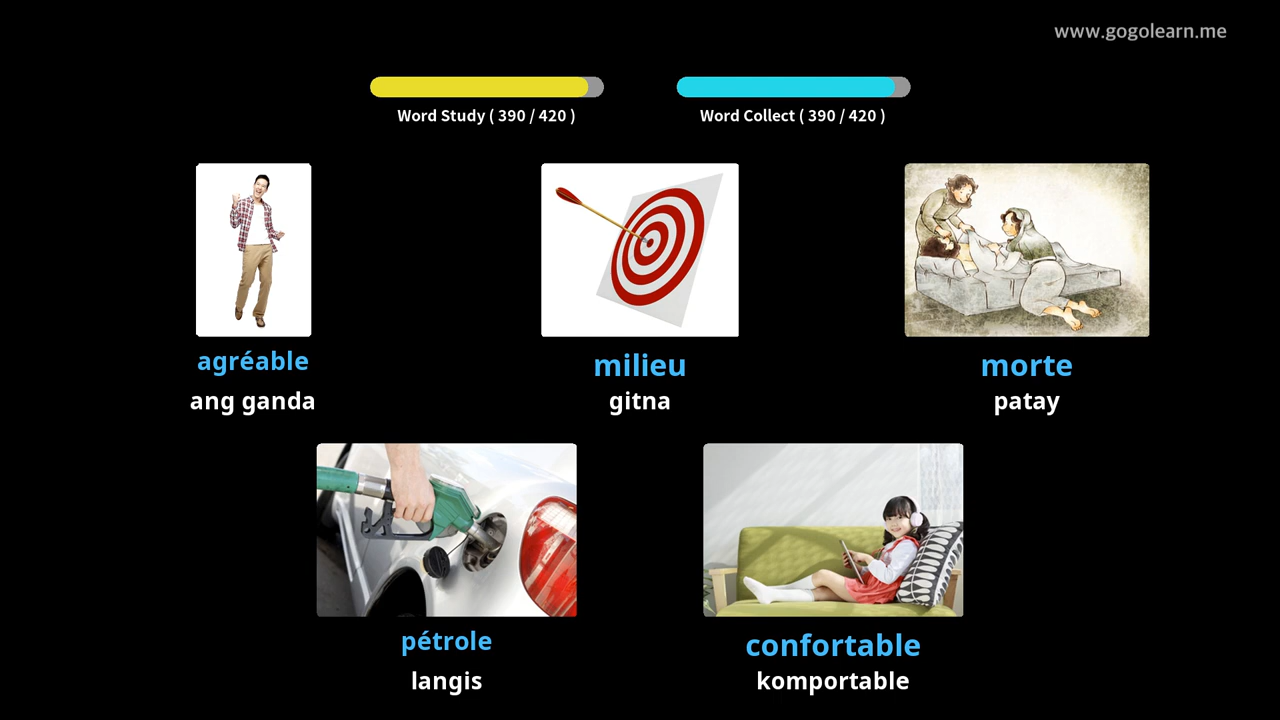 www.gogolearn.me
Word Study ( 390 / 420 )
Word Collect ( 390 / 420 )
agréable
ang ganda
milieu
gitna
morte
patay
pétrole
langis
confortable
komportable